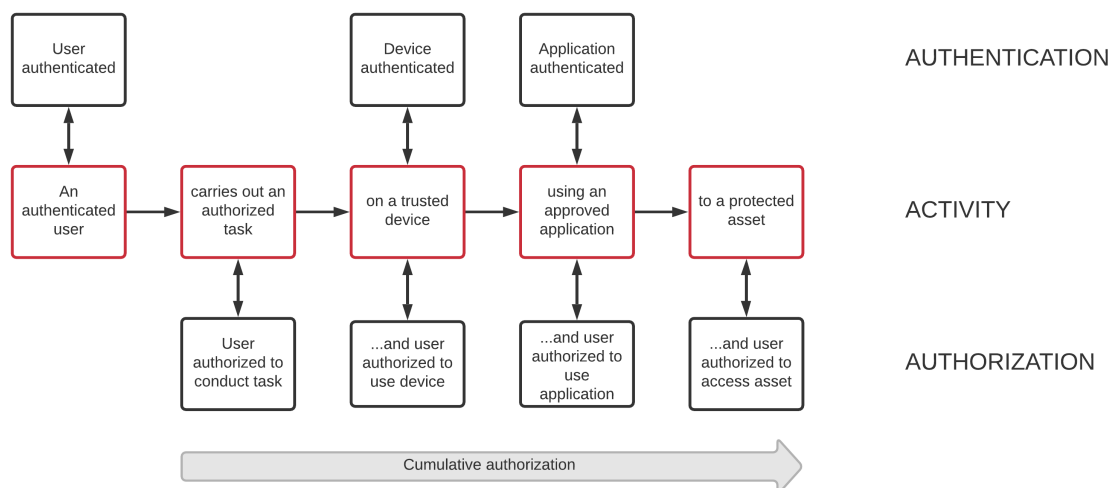 User
authenticated
Device
authenticated
Application
authenticated
AUTHENTICATION
An
authenticated
user
carries out an
authorized
task
on a trusted
device
using an
approved
application
to a protected
asset
ACTIVITY
User
authorized to
conduct task
...and user
authorized to
use device
...and user
authorized to
use
application
...and user
authorized to
access asset
AUTHORIZATION
Cumulative authorization